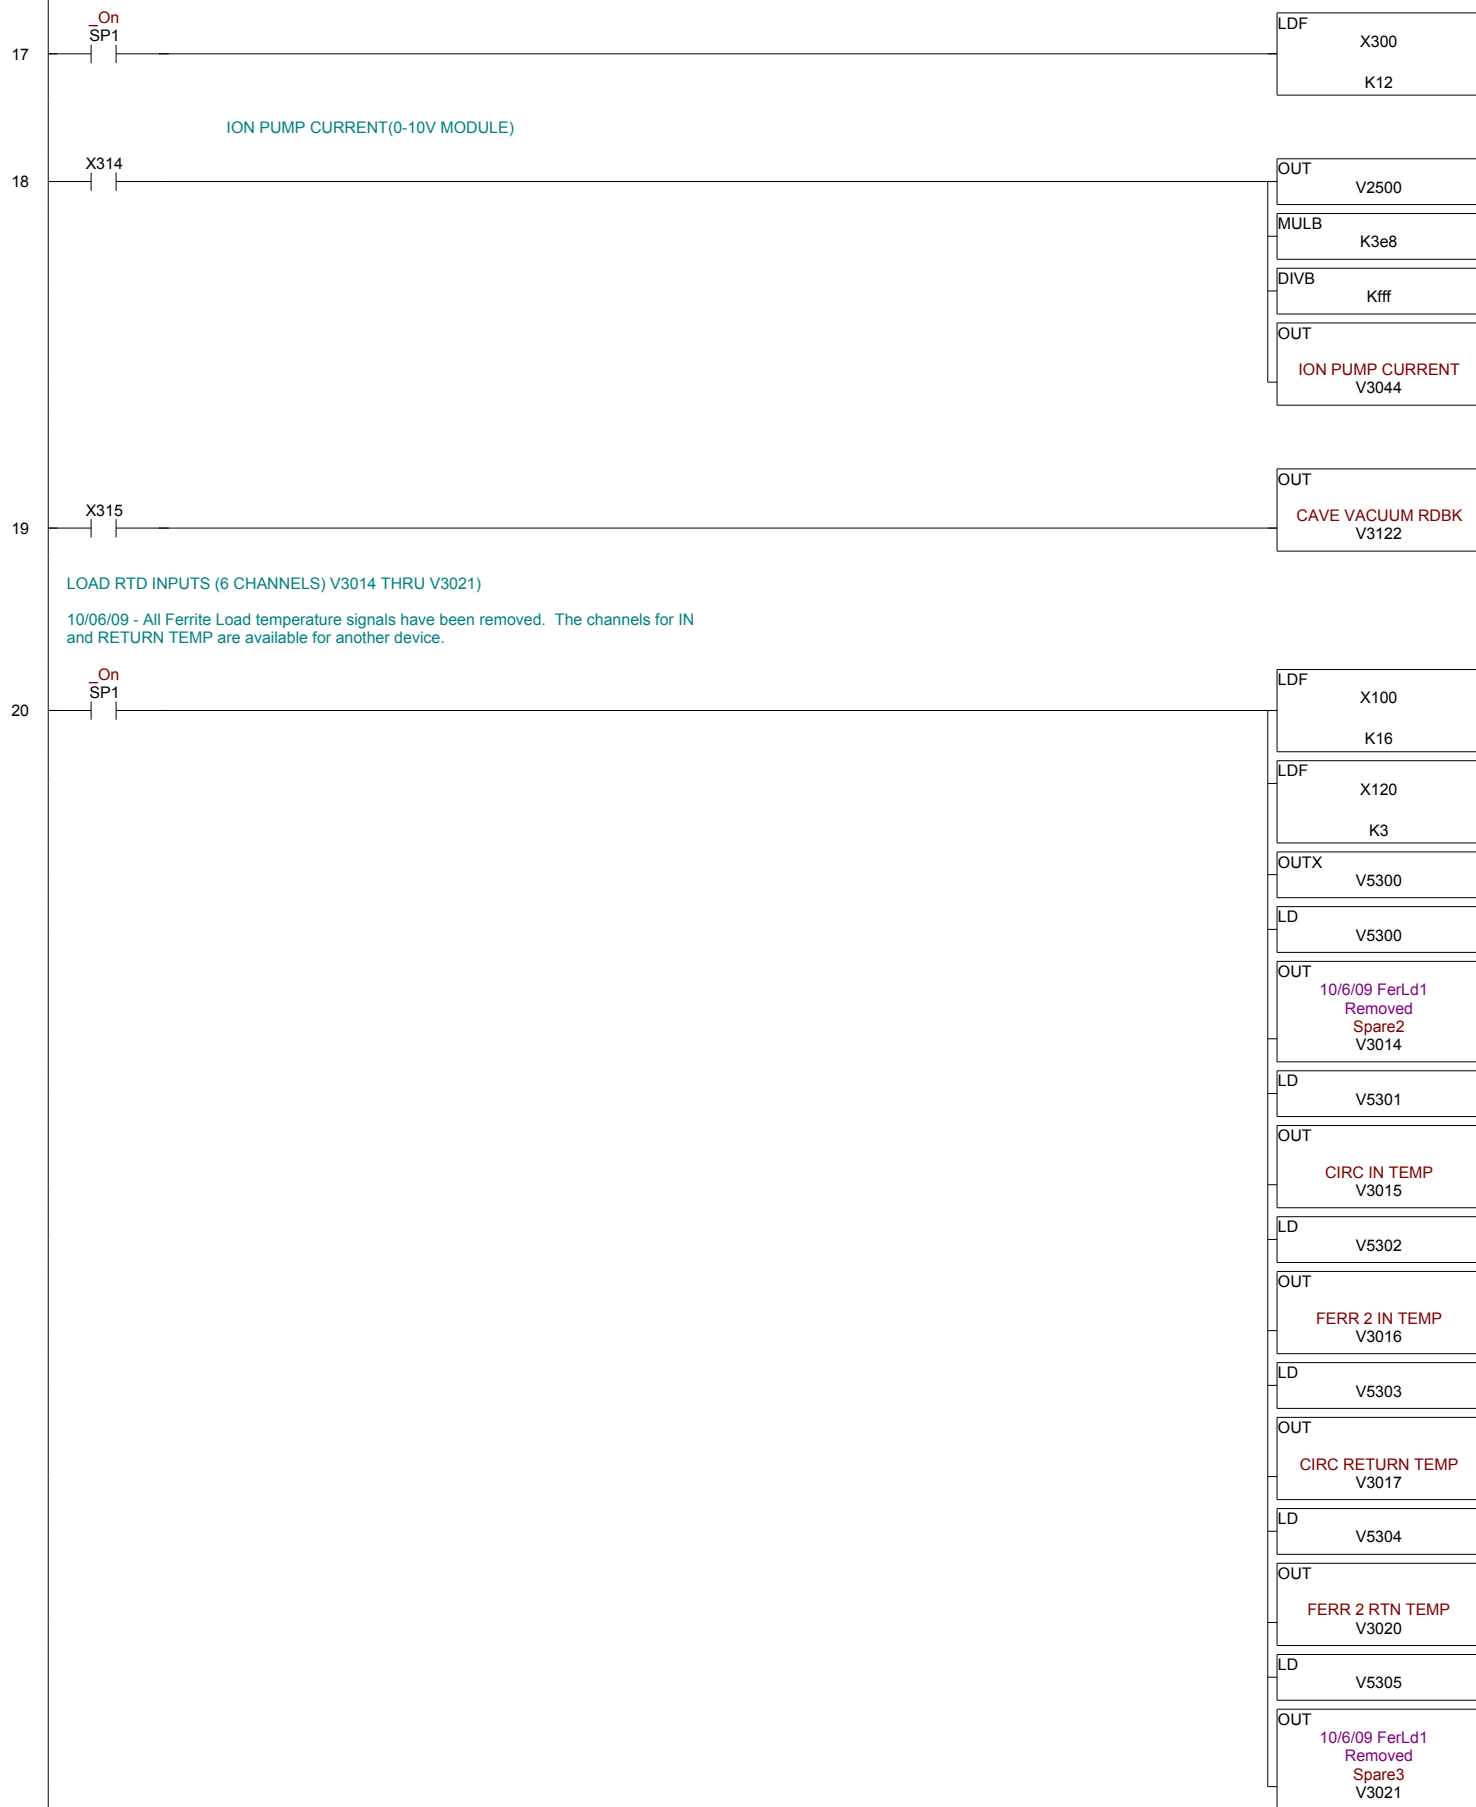 _On
SP1
17
LDF
X300
K12
ION PUMP CURRENT(0-10V MODULE)
X314
18
OUT
V2500
MULB
K3e8
DIVB
Kfff
OUT
ION PUMP CURRENT
V3044
X315
19
OUT
CAVE VACUUM RDBK
V3122
LOAD RTD INPUTS (6 CHANNELS) V3014 THRU V3021)
10/06/09 - All Ferrite Load temperature signals have been removed.  The channels for IN
and RETURN TEMP are available for another device.
_On
SP1
20
LDF
X100
K16
LDF
X120
K3
OUTX
V5300
LD
V5300
OUT
10/6/09 FerLd1
Removed
Spare2
V3014
LD
V5301
OUT
CIRC IN TEMP
V3015
LD
V5302
OUT
FERR 2 IN TEMP
V3016
LD
V5303
OUT
CIRC RETURN TEMP
V3017
LD
V5304
OUT
FERR 2 RTN TEMP
V3020
LD
V5305
OUT
10/6/09 FerLd1
Removed
Spare3
V3021